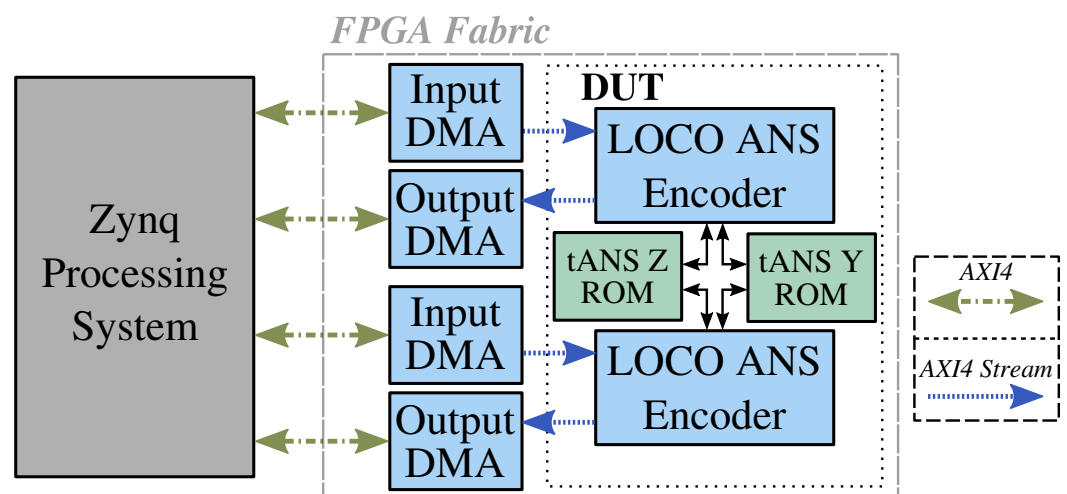 FPGA Fabric
Zynq
Processing
System
Input
DMA
Output
DMA
Input
DMA
Output
DMA
DUT
LOCO ANS
Encoder
tANS Z
ROM
tANS Y
ROM
LOCO ANS
Encoder
AXI4
AXI4 Stream